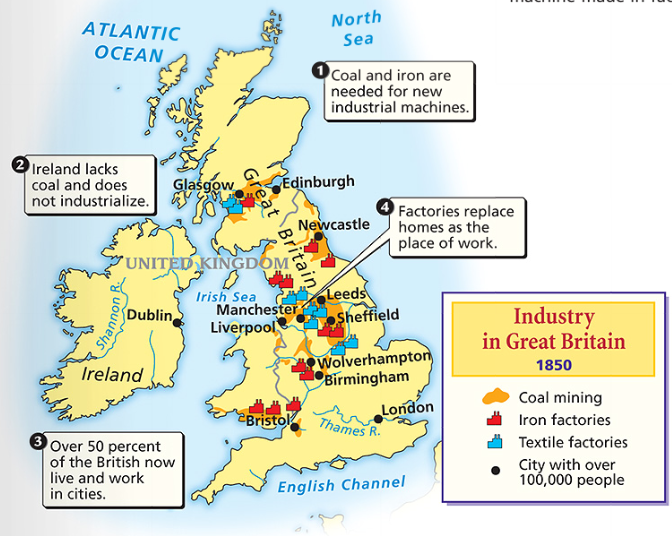 machine made in fac
ATLANTIC
OCEAN
North
Sea
1 Coal and iron are
needed for new
industrial machines.
2 Ireland lacks
coal and does
not industrialize.
Glasgow
Edinburgh
Great Britain
4 Factories replace
homes as the
place of work.
Newcastle
UNITED KINGDOM
Irish Sea
Leeds
Manchester
Sheffield
Liverpool
Dublin
Shannon R.
Ireland
Wolverhampton
Birmingham
London
Bristol
Thames R.
3 Over 50 percent
of the British now
live and work
in cities.
English Channel
Industry
in Great Britain
1850
Coal mining
Iron factories
Textile factories
City with over
100,000 people